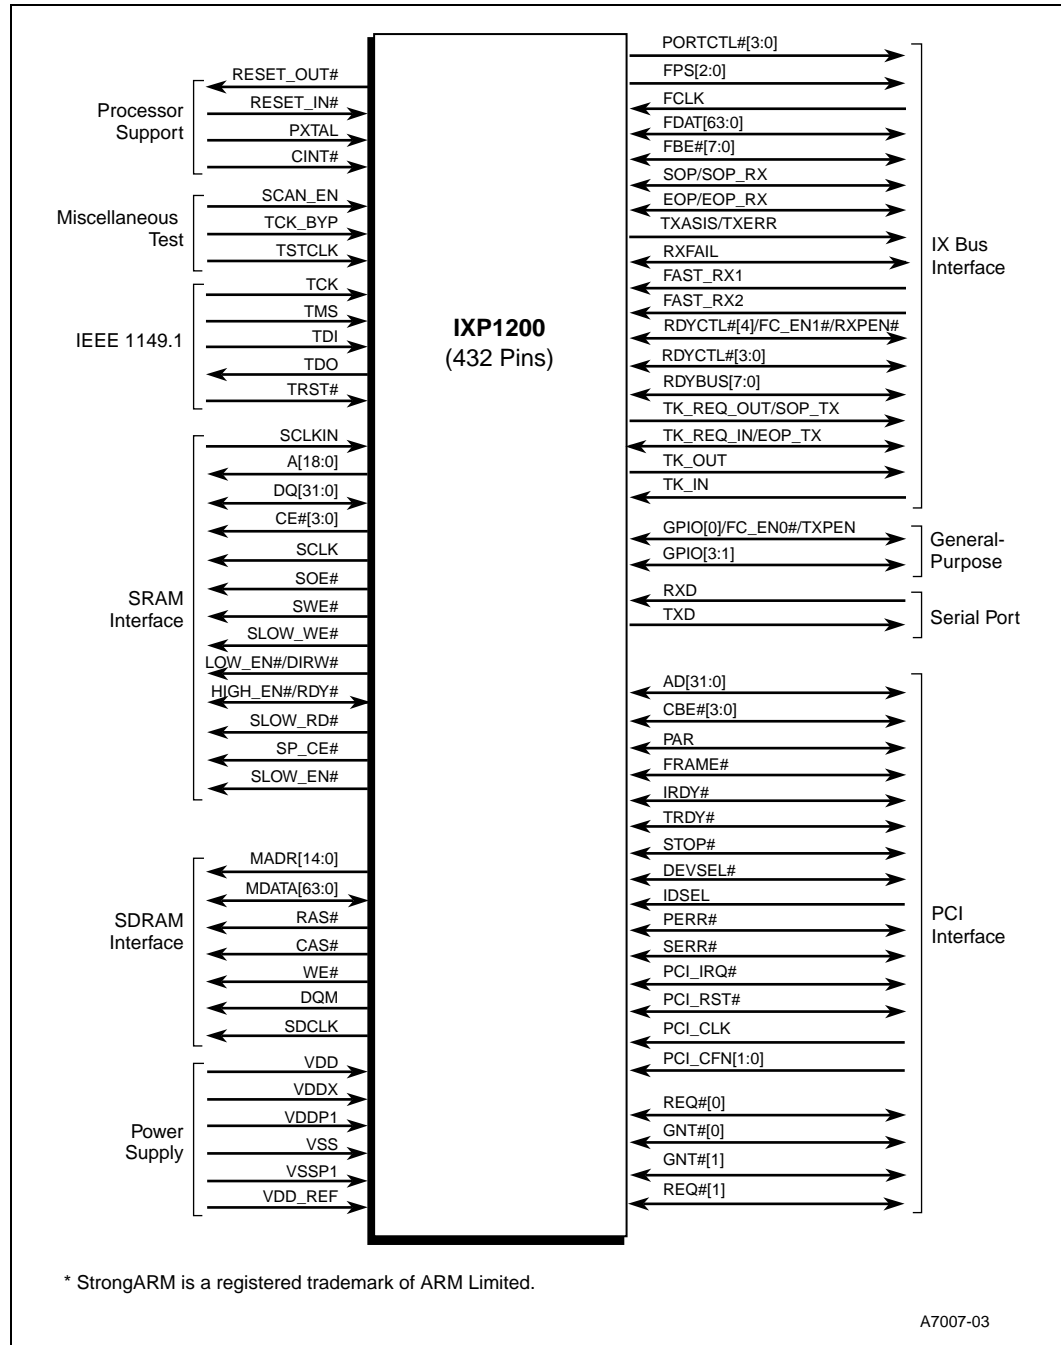 RESET_OUT#
RESET_IN#
PXTAL
CINT#
Processor
Support
SCAN_EN
TCK_BYP
TSTCLK
Miscellaneous
Test
TCK
TMS
TDI
TDO
TRST#
IEEE 1149.1
SCLKIN
A[18:0]
DQ[31:0]
CE#[3:0]
SCLK
SOE#
SWE#
SLOW_WE#
LOW_EN#/DIRW#
HIGH_EN#/RDY#
SLOW_RD#
SP_CE#
SLOW_EN#
SRAM
Interface
MADR[14:0]
MDATA[63:0]
RAS#
CAS#
WE#
DQM
SDCLK
SDRAM
Interface
VDD
VDDX
VDDP1
VSS
VSSP1
VDD_REF
Power
Supply
IXP1200
(432 Pins)
PORTCTL#[3:0]
FPS[2:0]
FCLK
FDAT[63:0]
FBE#[7:0]
SOP/SOP_RX
EOP/EOP_RX
TXASIS/TXERR
RXFAIL
FAST_RX1
FAST_RX2
RDYCTL#[4]/FC_EN1#/RXPEN#
RDYCTL#[3:0]
RDYBUS[7:0]
TK_REQ_OUT/SOP_TX
TK_REQ_IN/EOP_TX
TK_OUT
TK_IN
IX Bus
Interface
GPIO[0]/FC_EN0#/TXPEN
GPIO[3:1]
General-
Purpose
RXD
TXD
Serial Port
AD[31:0]
CBE#[3:0]
PAR
FRAME#
IRDY#
TRDY#
STOP#
DEVSEL#
IDSEL
PERR#
SERR#
PCI_IRQ#
PCI_RST#
PCI_CLK
PCI_CFN[1:0]
REQ#[0]
GNT#[0]
GNT#[1]
REQ#[1]
PCI
Interface
* StrongARM is a registered trademark of ARM Limited.
A7007-03